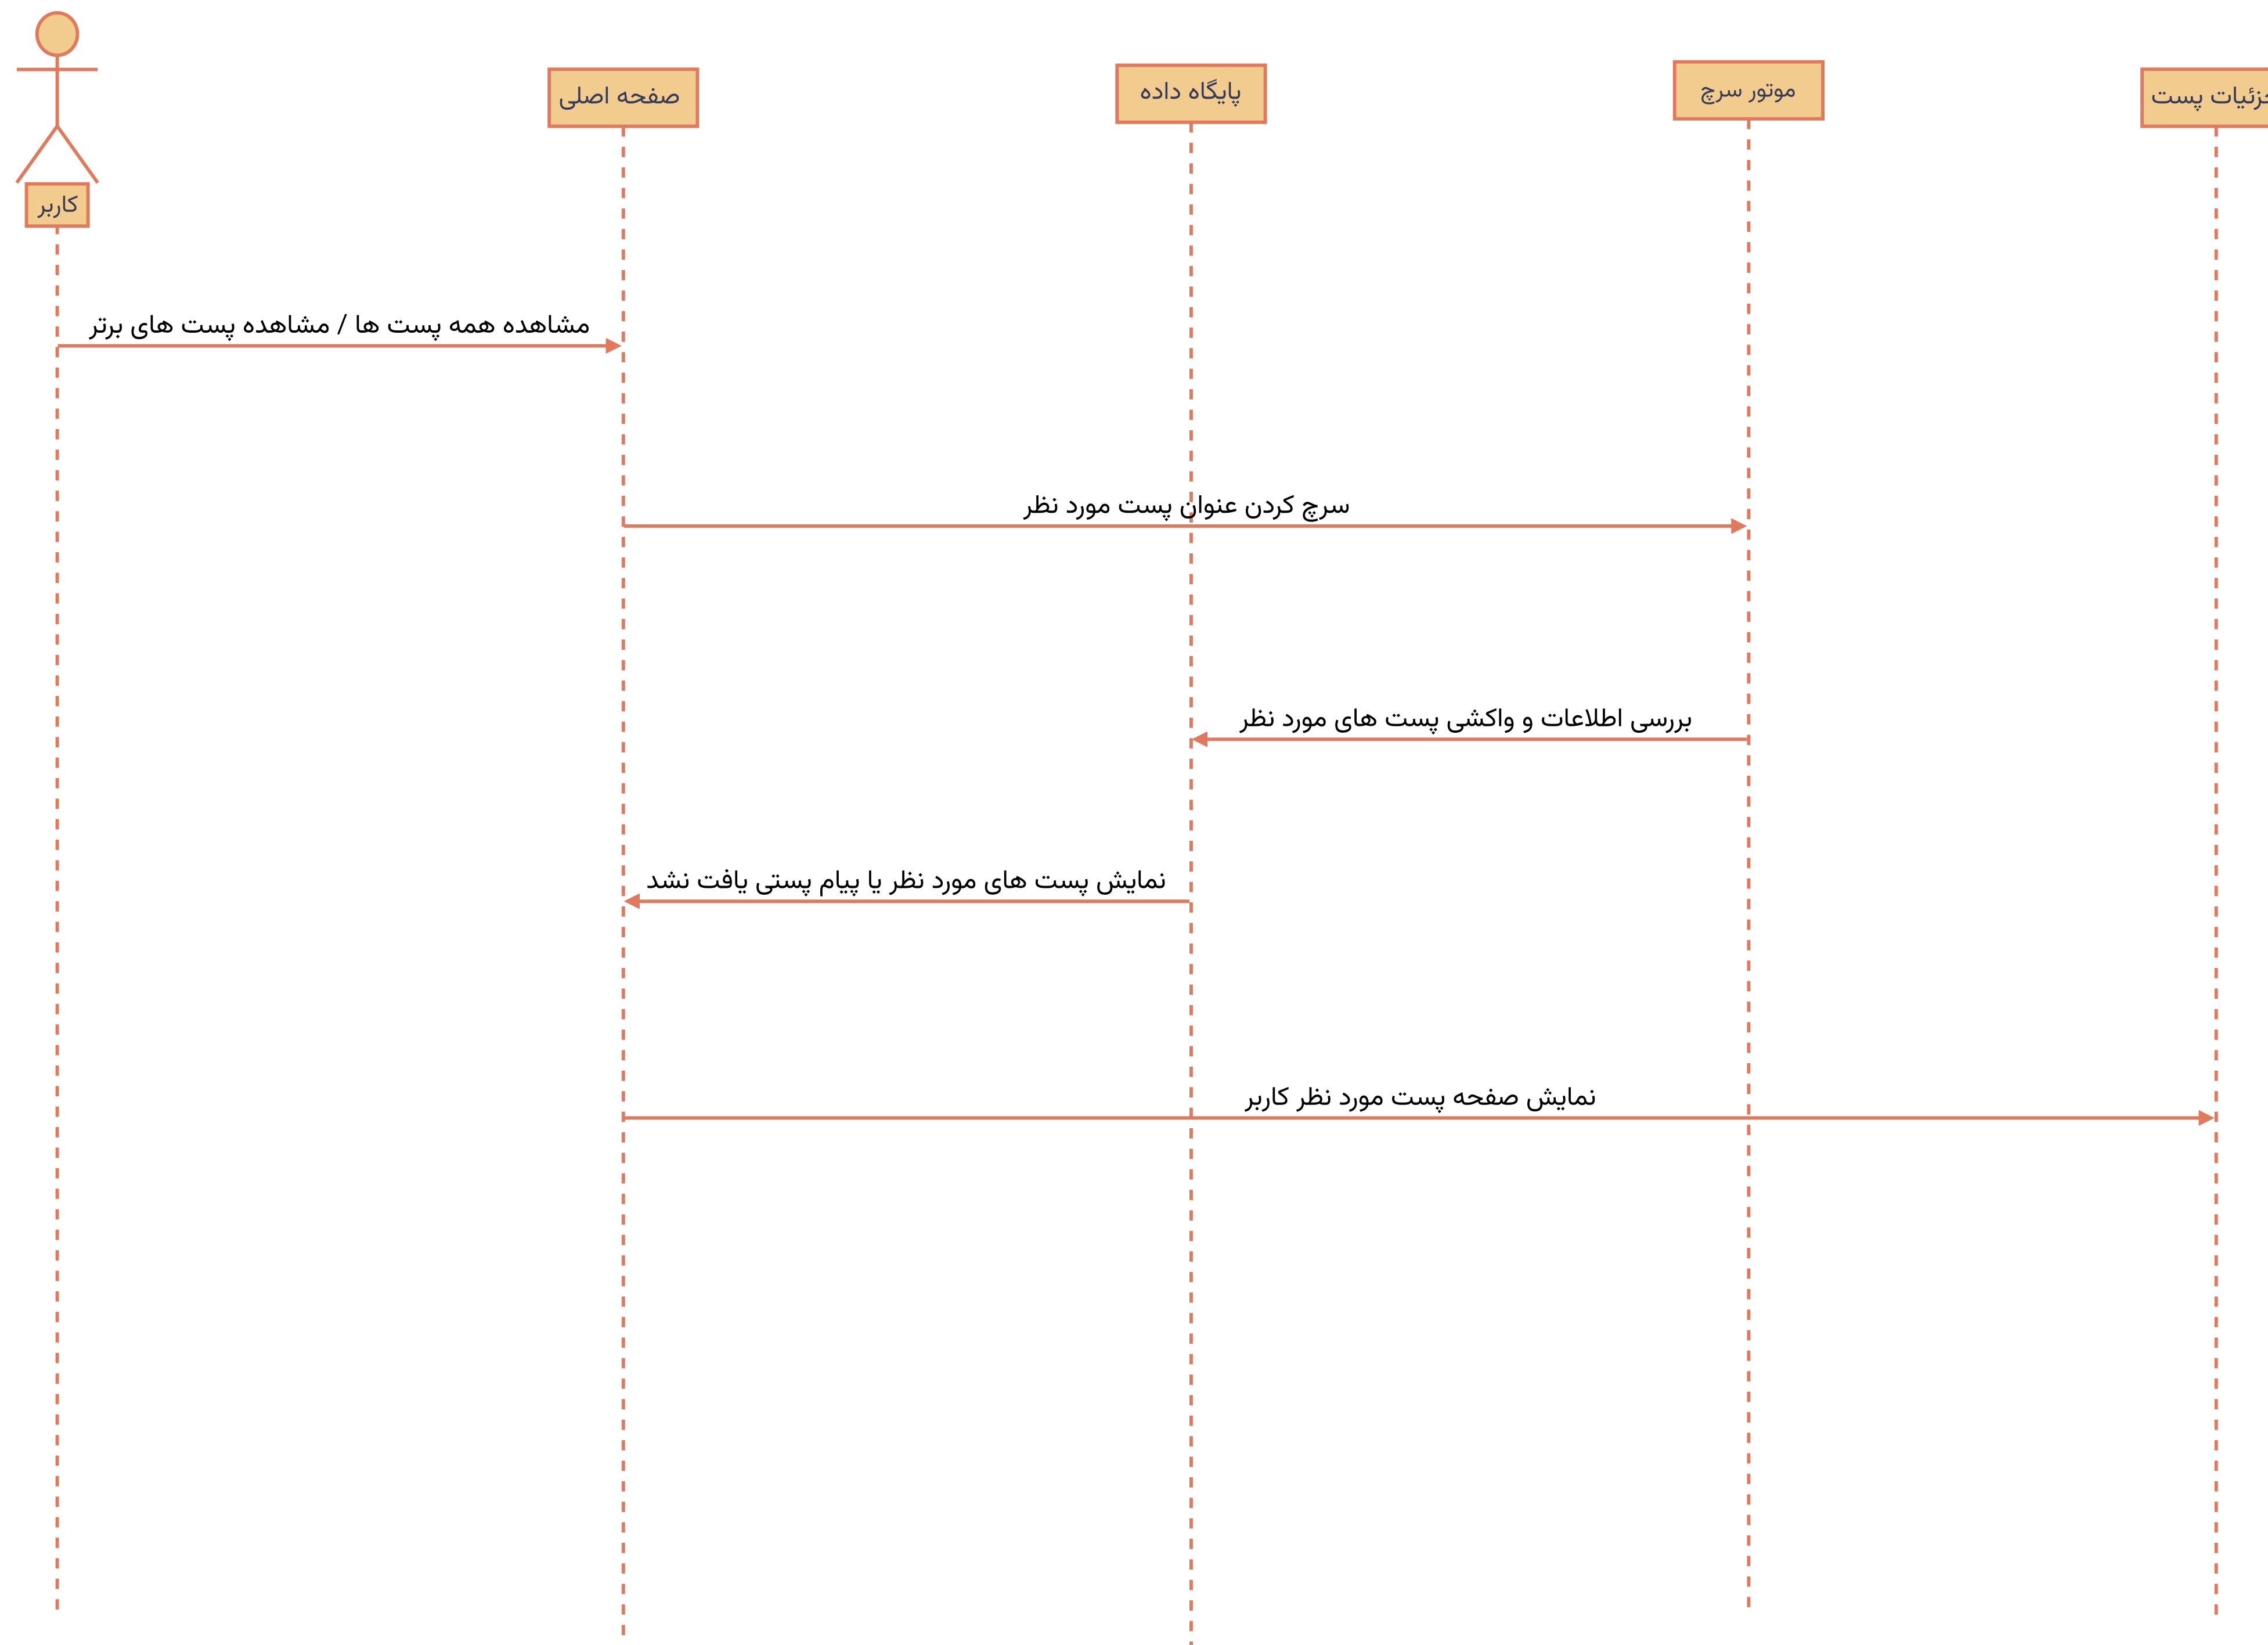 کاربر
صفحه اصلی
پایگاه داده
موتور سرچ
پست
مشاهده همه پست ها / مشاهده پست های برتر
سرچ کردن عنوان پست مورد نظر
بررسی اطلاعات و واکشی پست های مورد نظر
نمایش پست های مورد نظر یا پیام پستی یافت نشد
نمایش صفحه پست مورد نظر کاربر